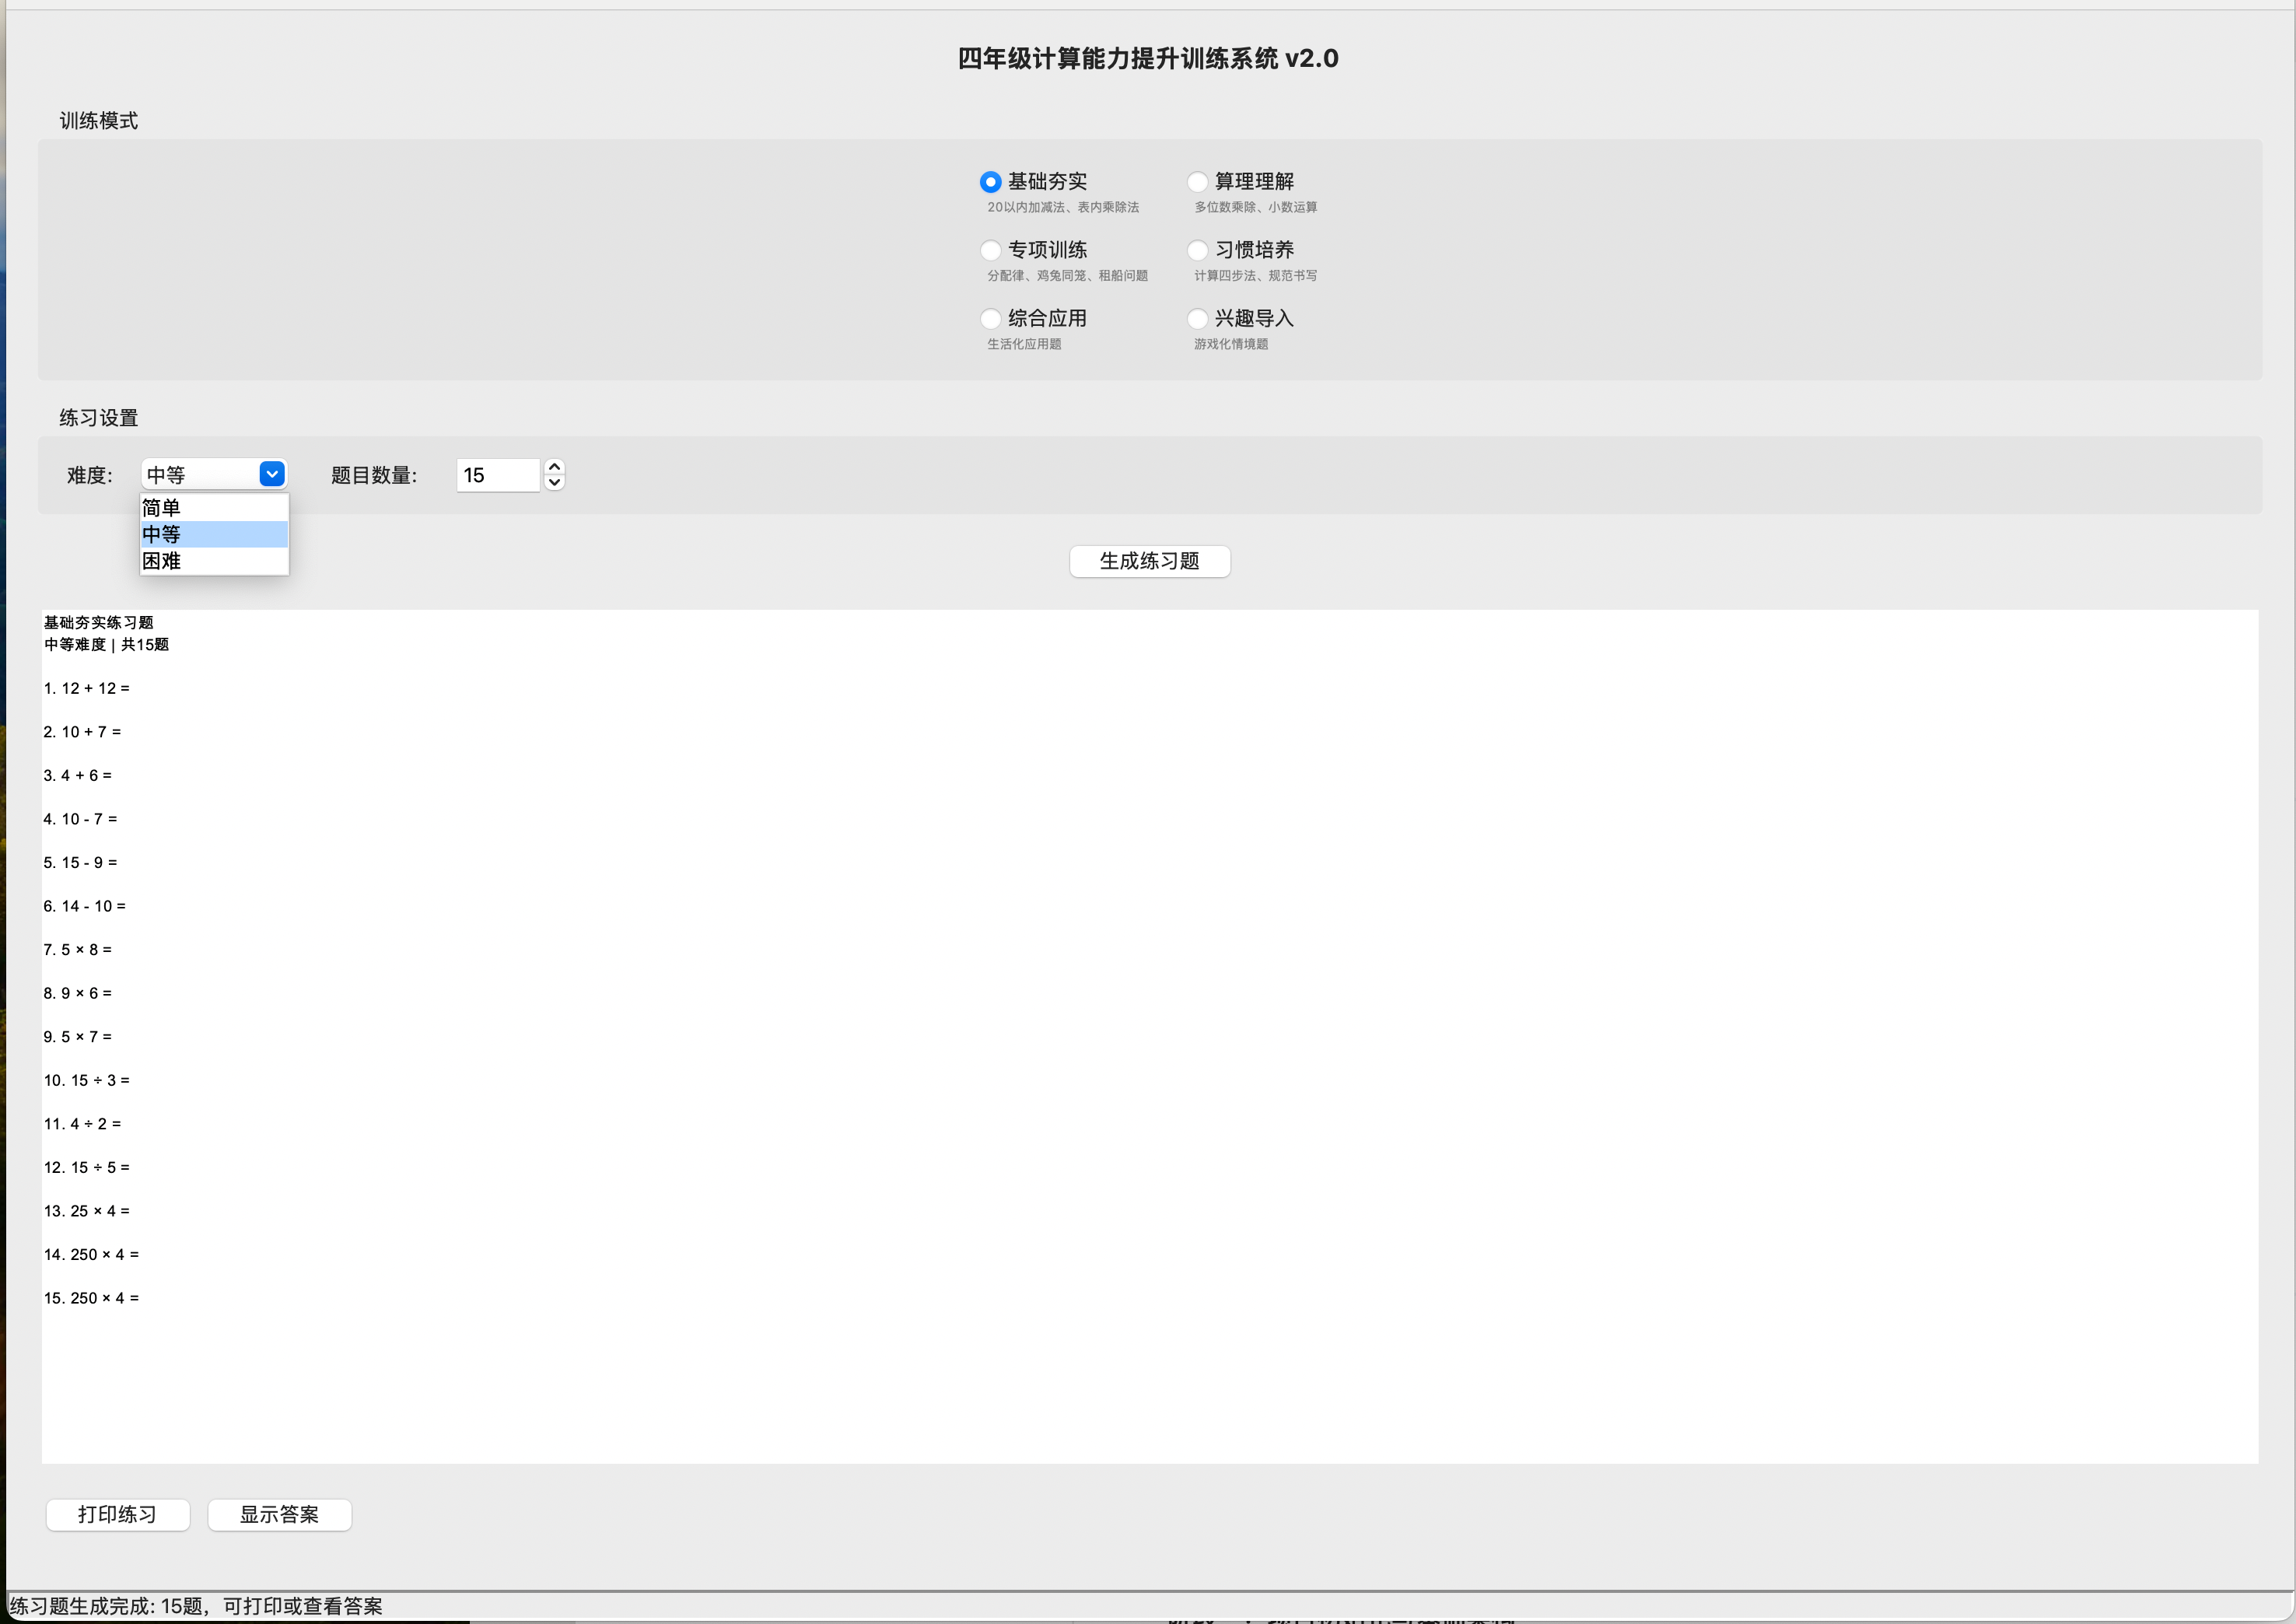 四年级计算能力提升训练系统 v2.0
训练模式
基础夯实 算理理解
20以内加减法、表内乘除法 多位数乘除、小数运算
专项训练 习惯培养
分配律、鸡兔同笼、租船问题 计算四步法、规范书写
综合应用 兴趣导入
生活化应用题 游戏化情境题
练习设置
难度: 中等 题目数量: 15
简单
中等
困难
生成练习题
基础夯实练习题
中等难度 | 共15题
1. 12 + 12 =
2. 10 + 7 =
3. 4 + 6 =
4. 10 - 7 =
5. 15 - 9 =
6. 14 - 10 =
7. 5 × 8 =
8. 9 × 6 =
9. 5 × 7 =
10. 15 ÷ 3 =
11. 4 ÷ 2 =
12. 15 ÷ 5 =
13. 25 × 4 =
14. 250 × 4 =
15. 250 × 4 =
打印练习 显示答案
练习题生成完成: 15题，可打印或查看答案